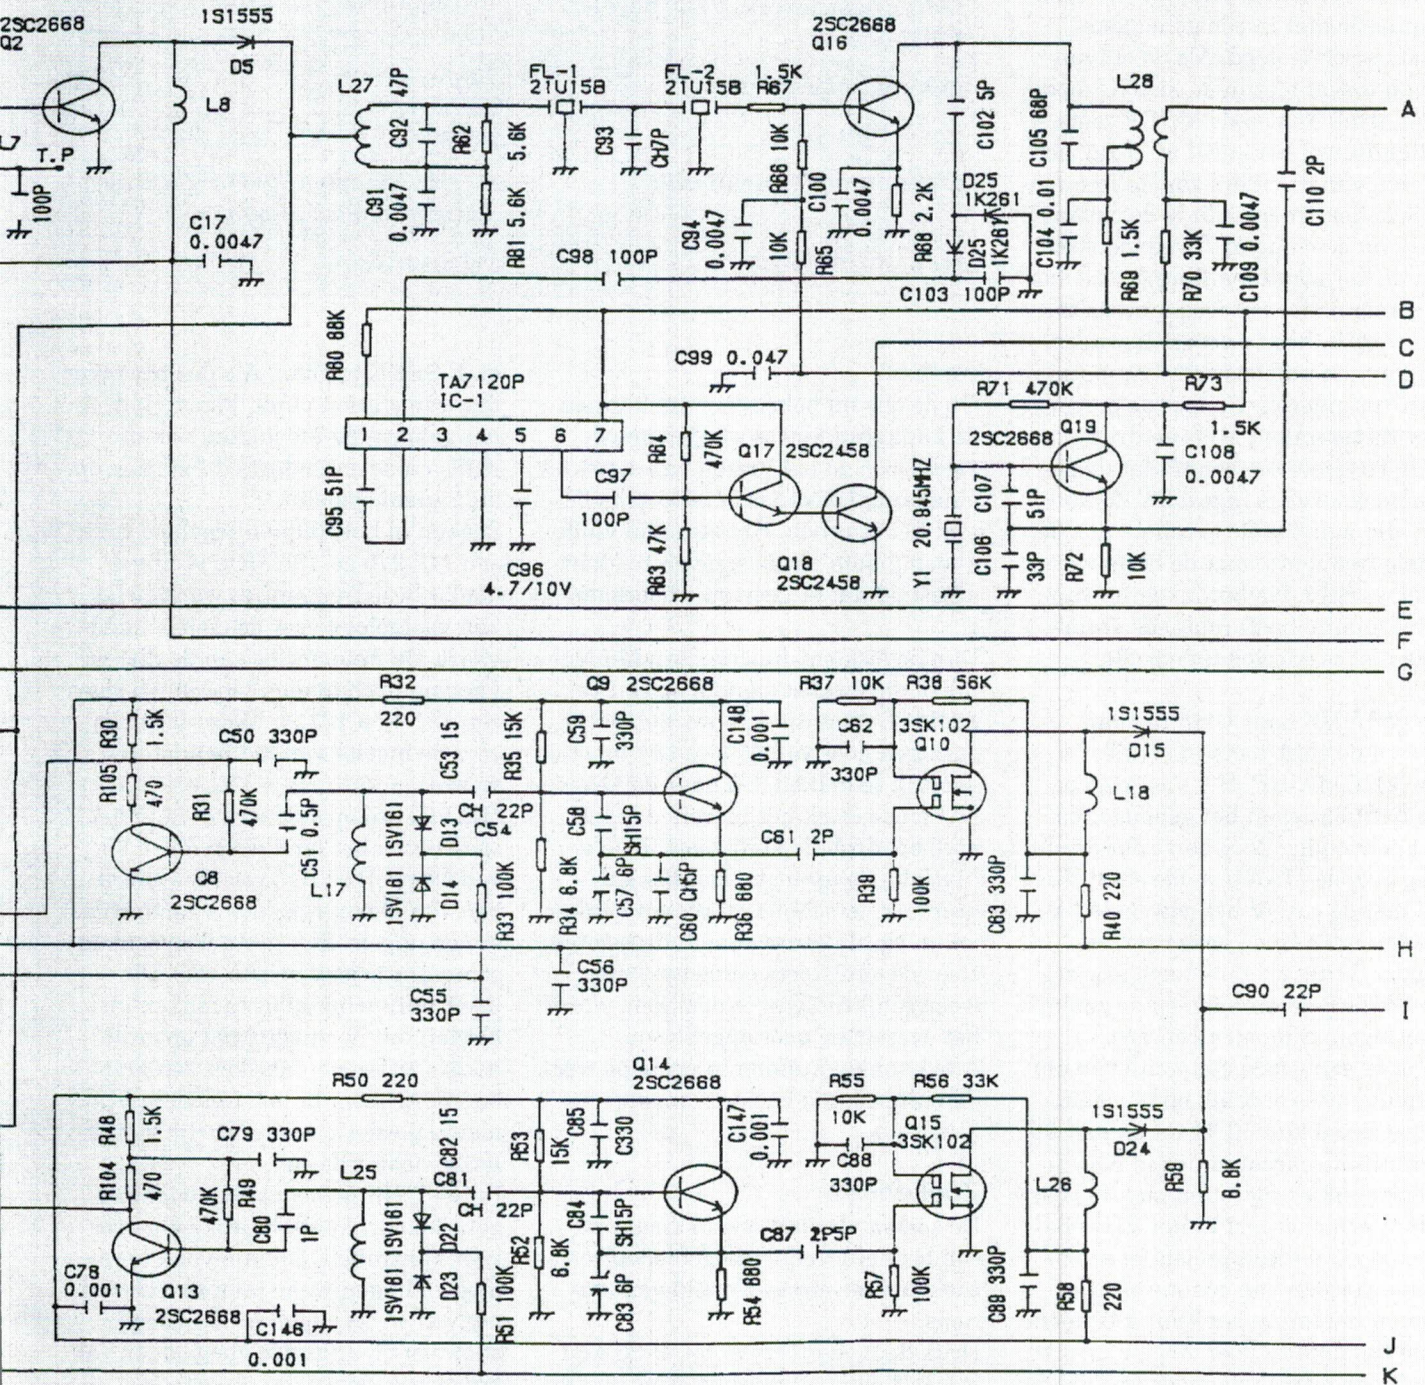 2SC2668
Q2
1S1555
D5
L8
L7
T.P
100P
C17
0.0047
L27
47P
C92
R62
5.6K
C91
0.0047
R81 5.6K
FL-1
21U15B
C93
CH7P
FL-2
21U15B
1.5K
R67
R66 10K
10K
R65
C94
0.0047
C100
0.0047
2SC2668
Q16
R68 2.2K
C102 5P
D25
1K261
D25
1K261
C105 68P
C104 0.01
L28
R69 1.5K
R70 33K
C109 0.0047
C110 2P
A
C98 100P
C103 100P
B
C
D
R80 88K
C99 0.047
TA7120P
IC-1
2 3 4 5 6 7
C95 51P
C96
4.7/10V
C97
100P
R64
470K
R63 47K
Q17 2SC2458
Q18
2SC2458
R71 470K
R73
1.5K
2SC2668
Q19
C108
0.0047
Y1 20.945MHZ
C107
51P
C106
33P
R72
10K
E
F
G
R32
220
R30
1.5K
R105
470
C50 330P
R31
470K
C51 0.5P
Q8
2SC2668
L17
C53 15
CH 22P
C54
1SV161 1SV161
D13
D14
R33 100K
R35 15K
R34 6.8K
C59
330P
C58
SH15P
C57 6P
C60 SH15P
R36 680
Q9 2SC2668
C148
0.001
R37 10K
R38 56K
C62
330P
3SK102
Q10
C61 2P
R39
100K
C63 330P
1S1555
D15
L18
R40 220
H
C55
330P
C56
330P
C90 22P
I
R50 220
R48
1.5K
R104
470
C79 330P
470K
R49
C80
1P
C78
0.001
Q13
2SC2668
C146
0.001
L25
C82 15
C81
CH 22P
1SV161 1SV161
D22
D23
R51 100K
R53
15K
R52
6.8K
C85
C330
C84
SH15P
C83 6P
Q14
2SC2668
R54 680
C147
0.001
R55
10K
R56 33K
C88
330P
Q15
3SK102
C87 2P5P
R57
100K
C89 330P
L26
1S1555
D24
R58
220
R59
6.8K
J
K